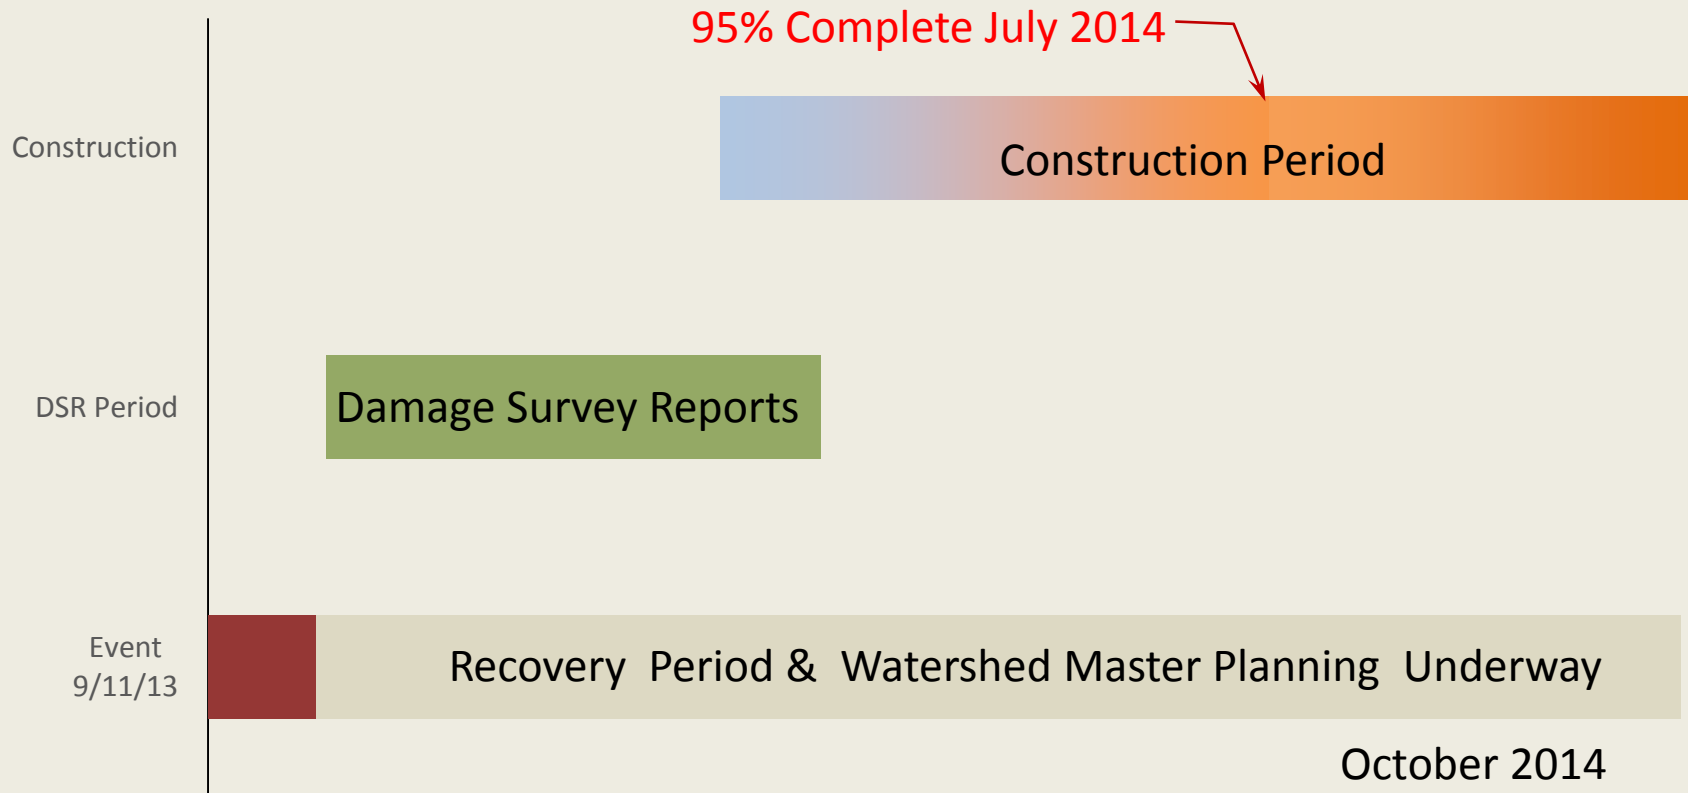 95% Complete July 2014
Construction
Construction Period
DSR Period
Damage Survey Reports
Event
9/11/13
Recovery Period & Watershed Master Planning Underway
October 2014